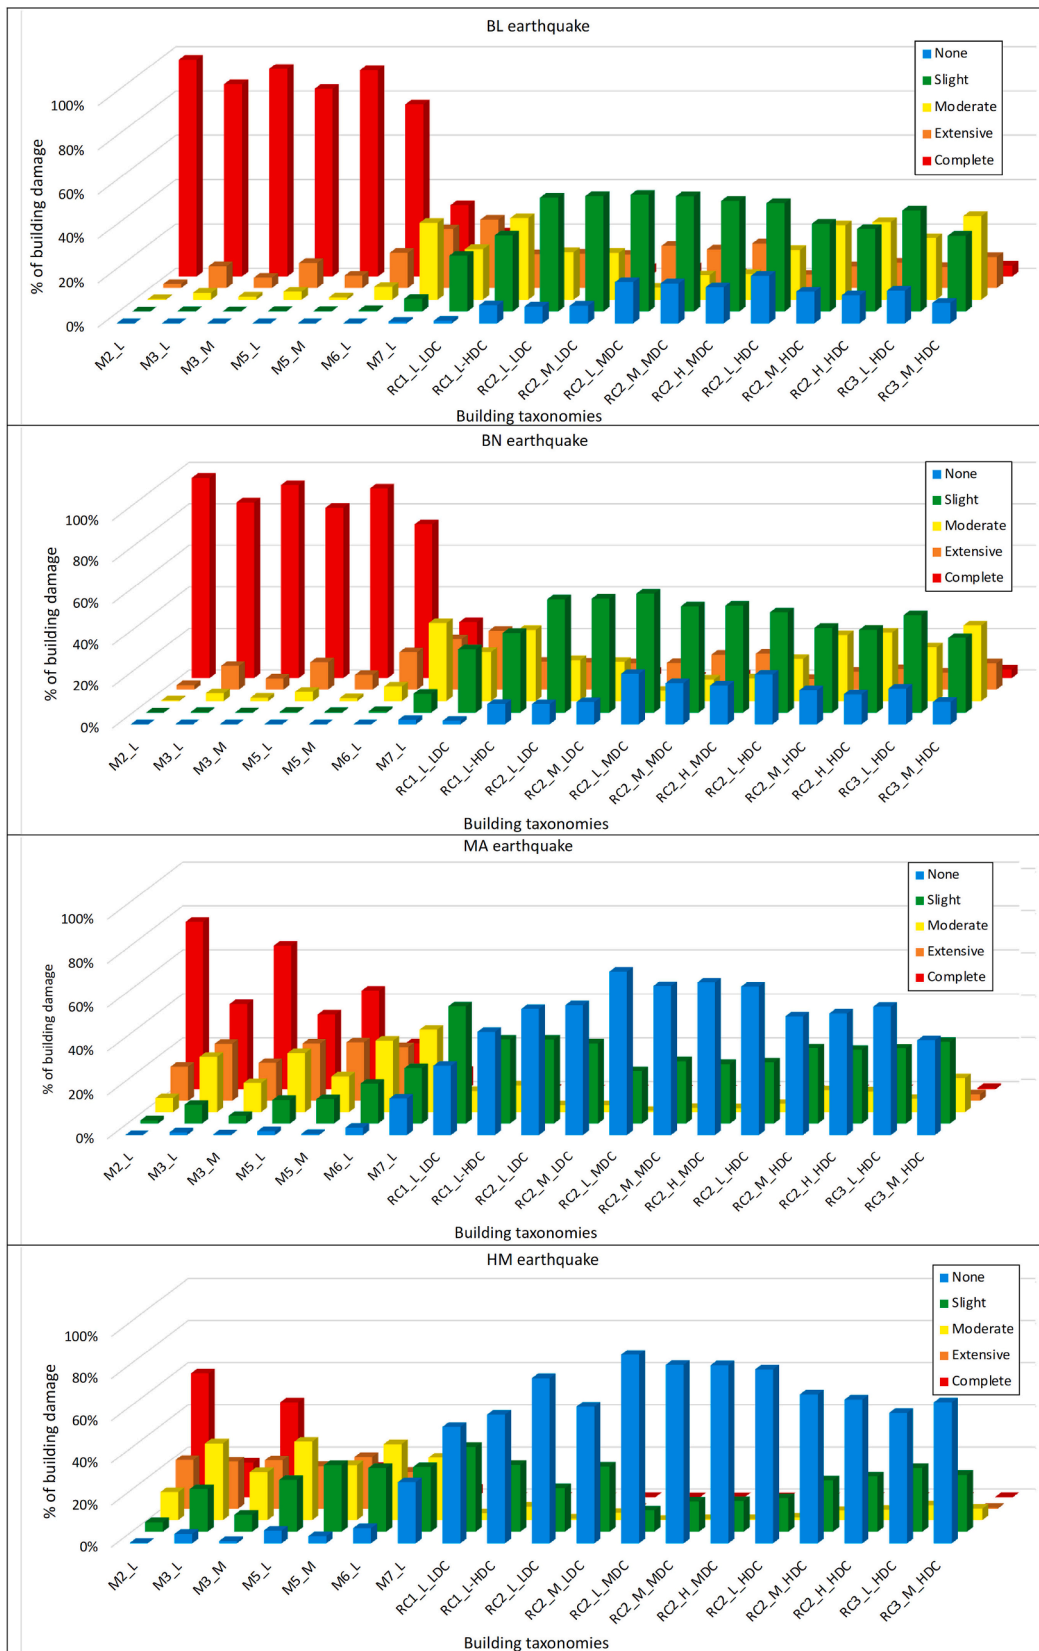 BL earthquake
None
Slight
Moderate
Extensive
Complete
100%
80%
60%
40%
20%
0%
% of building damage
M2_L
M3_L
M3_M
M5_L
M5_M
M6_L
M7_L
RC1_L_LDC
RC1_L-HDC
RC2_L_LDC
RC2_M_LDC
RC2_L_MDC
RC2_M_MDC
RC2_H_MDC
RC2_L_HDC
RC2_M_HDC
RC2_H_HDC
RC3_L_HDC
RC3_M_HDC
Building taxonomies
BN earthquake
None
Slight
Moderate
Extensive
Complete
100%
80%
60%
40%
20%
0%
% of building damage
M2_L
M3_L
M3_M
M5_L
M5_M
M6_L
M7_L
RC1_L_LDC
RC1_L-HDC
RC2_L_LDC
RC2_M_LDC
RC2_L_MDC
RC2_M_MDC
RC2_H_MDC
RC2_L_HDC
RC2_M_HDC
RC2_H_HDC
RC3_L_HDC
RC3_M_HDC
Building taxonomies
MA earthquake
None
Slight
Moderate
Extensive
Complete
100%
80%
60%
40%
20%
0%
% of building damage
M2_L
M3_L
M3_M
M5_L
M5_M
M6_L
M7_L
RC1_L_LDC
RC1_L-HDC
RC2_L_LDC
RC2_M_LDC
RC2_L_MDC
RC2_M_MDC
RC2_H_MDC
RC2_L_HDC
RC2_M_HDC
RC2_H_HDC
RC3_L_HDC
RC3_M_HDC
Building taxonomies
HM earthquake
None
Slight
Moderate
Extensive
Complete
100%
80%
60%
40%
20%
0%
% of building damage
M2_L
M3_L
M3_M
M5_L
M5_M
M6_L
M7_L
RC1_L_LDC
RC1_L-HDC
RC2_L_LDC
RC2_M_LDC
RC2_L_MDC
RC2_M_MDC
RC2_H_MDC
RC2_L_HDC
RC2_M_HDC
RC2_H_HDC
RC3_L_HDC
RC3_M_HDC
Building taxonomies